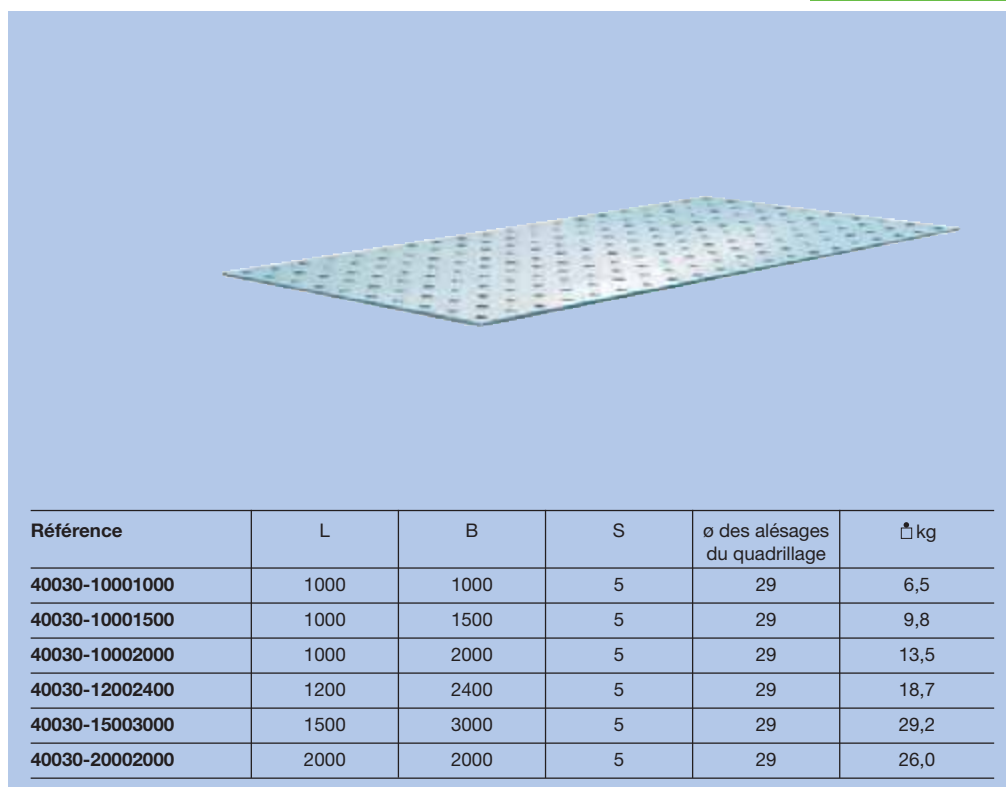 Référence L B S ø des alésages du quadrillage kg
40030-10001000 1000 1000 5 29 6,5
40030-10001500 1000 1500 5 29 9,8
40030-10002000 1000 2000 5 29 13,5
40030-12002400 1200 2400 5 29 18,7
40030-15003000 1500 3000 5 29 29,2
40030-20002000 2000 2000 5 29 26,0